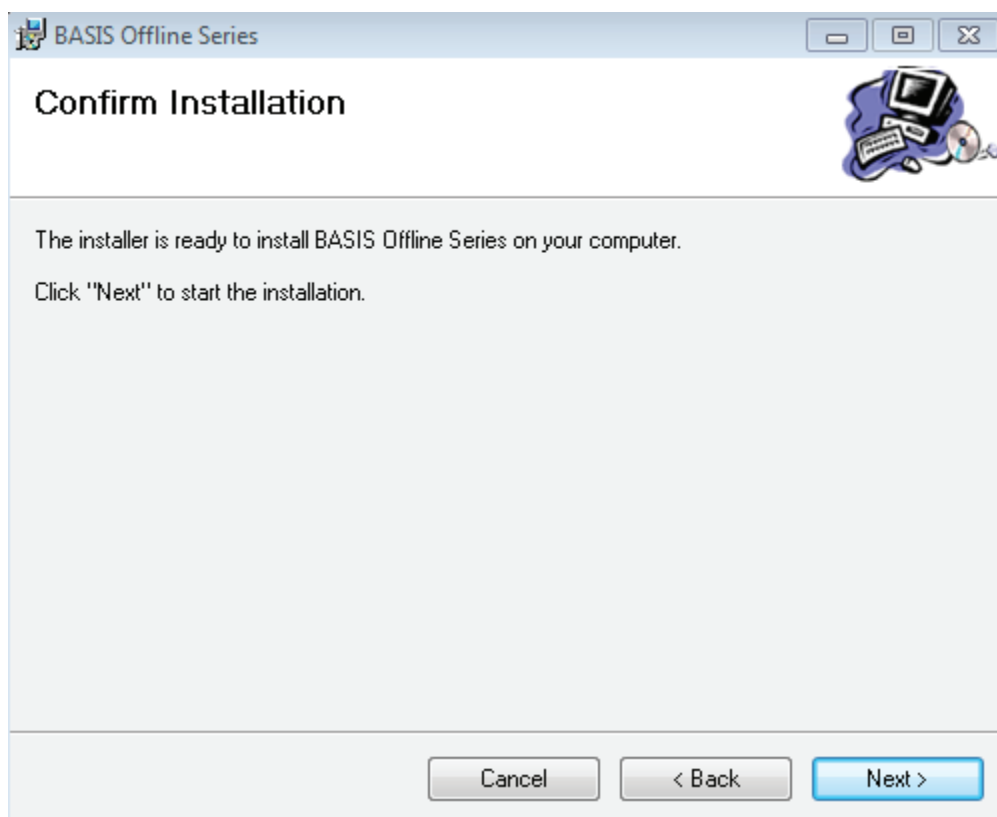 BASIS Offline Series
Confirm Installation
The installer is ready to install BASIS Offline Series on your computer.
Click "Next" to start the installation.
Cancel
< Back
Next >